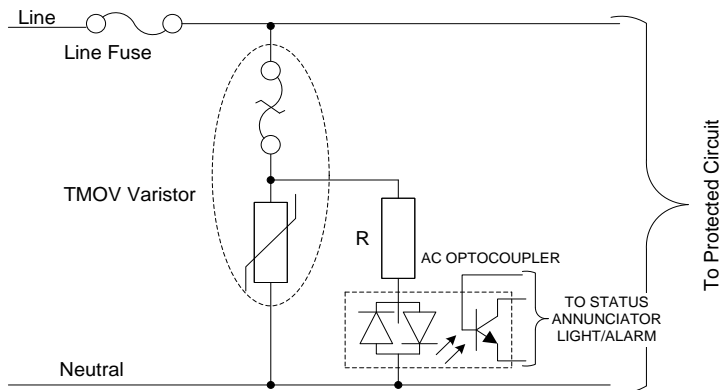 Line
Line Fuse
TMOV Varistor
R
AC OPTOCOUPLER
TO STATUS
ANNUNCIATOR
LIGHT/ALARM
To Protected Circuit
Neutral